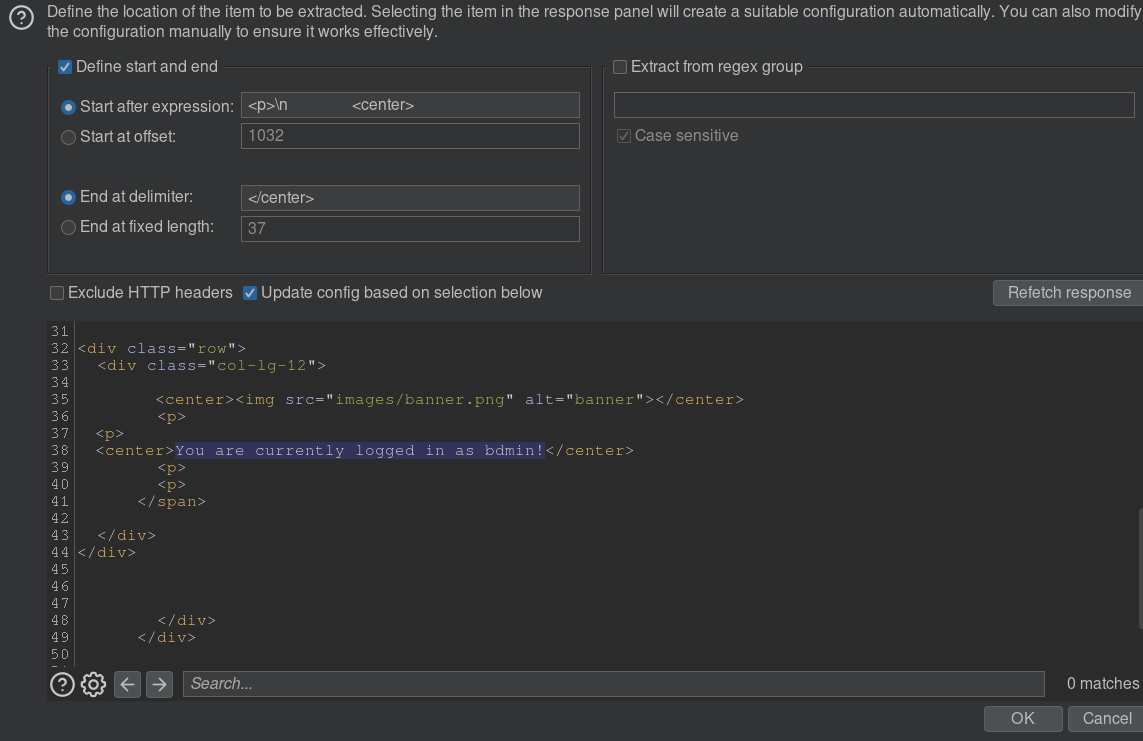 Define the location of the item to be extracted. Selecting the item in the response panel will create a suitable configuration automatically. You can also modify
the configuration manually to ensure it works effectively.
Define start and end
Start after expression: <p>\n <center>
Start at offset: 1032
End at delimiter: </center>
End at fixed length: 37
Extract from regex group
Case sensitive
Exclude HTTP headers Update config based on selection below Refetch response
31
32 <div class="row">
33 <div class="col-lg-12">
34
35 <center><img src="images/banner.png" alt="banner"></center>
36 <p>
37 <p>
38 <center>You are currently logged in as bdmin!</center>
39 <p>
40 <p>
41 </span>
42
43 </div>
44 </div>
45
46
47
48 </div>
49 </div>
50
Search... 0 matches
OK Cancel